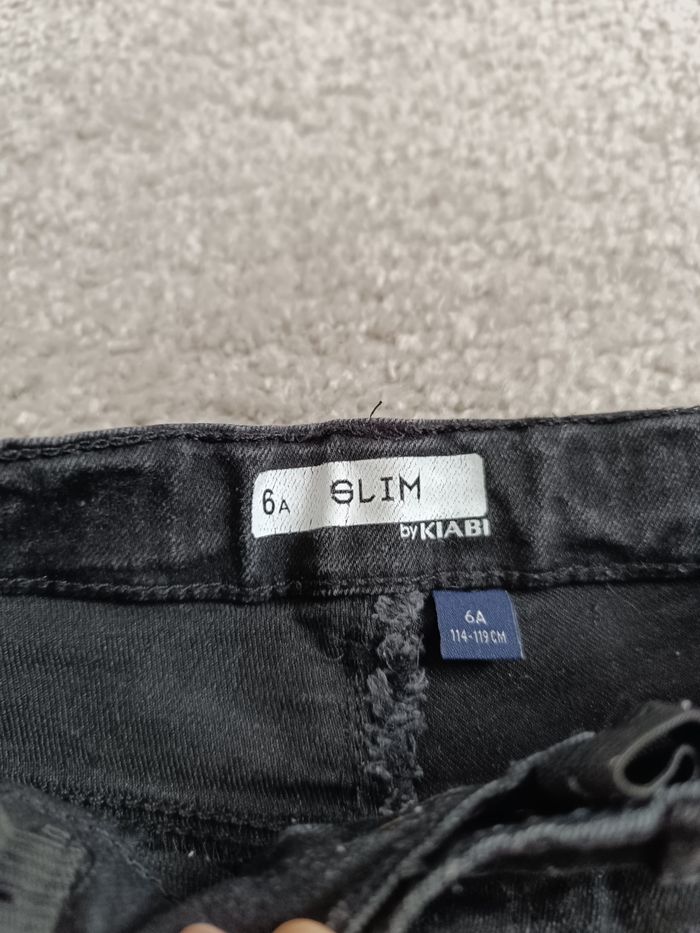 6A SLIM
by KIABI
6A
114-119 CM